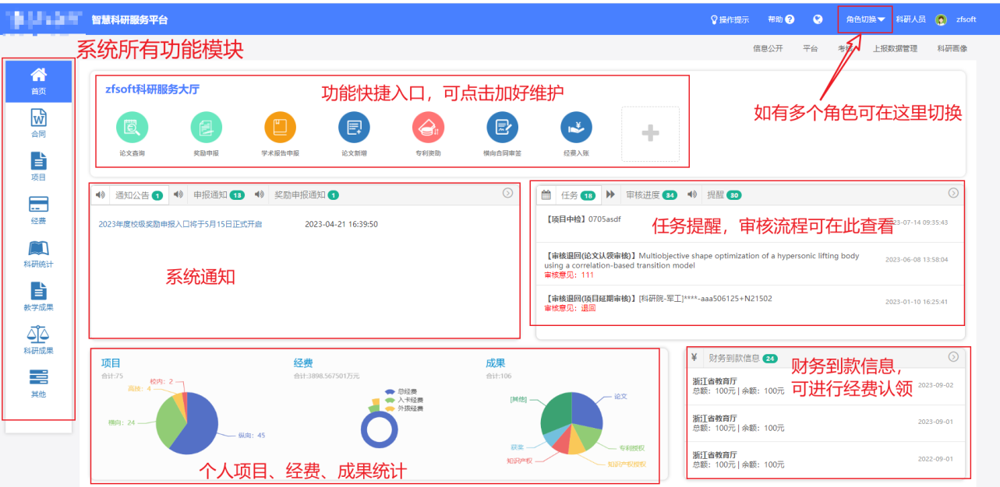 智慧科研服务平台
操作提示 帮助 角色切换 科研人员 zfsoft
系统所有功能模块
信息公开 平台 考核 上报数据管理 科研画像
如有多个角色可在这里切换
首页
合同
项目
经费
科研统计
教学成果
科研成果
其他
zfsoft科研服务大厅
功能快捷入口，可点击加好维护
论文查询 奖励申报 学术报告申报 论文新增 专利资助 横向合同审签 经费入账
通知公告 1 申报通知 13 奖励申报通知 1
2023年度校级奖励申报入口将于5月15日正式开启 2023-04-21 16:39:50
系统通知
任务 18 审核进度 34 提醒 30
【项目中检】0705asdf
2023-07-14 09:35:43
任务提醒，审核流程可在此查看
【审核退回(论文认领审核)】Multiobjective shape optimization of a hypersonic lifting body
using a correlation-based transition model
2023-06-08 13:58:04
审核意见：111
【审核退回(项目延期审核)】[科研院-军工]****-aaa506125+N21502
2023-01-10 16:25:41
审核意见：退回
项目
合计:75
校内：2
高校：4
横向：24
纵向：45
经费
合计:3898.567501万元
总经费
入卡经费
外拨经费
成果
合计:106
[其他]
论文
获奖
专利授权
知识产权
知识产权授权
个人项目、经费、成果统计
¥ 财务到款信息 24
财务到款信息，
可进行经费认领
浙江省教育厅
总额：100元 | 余额：100元
2023-09-02
浙江省教育厅
总额：100元 | 余额：100元
2023-09-01
浙江省教育厅
总额：100元 | 余额：100元
2022-09-01